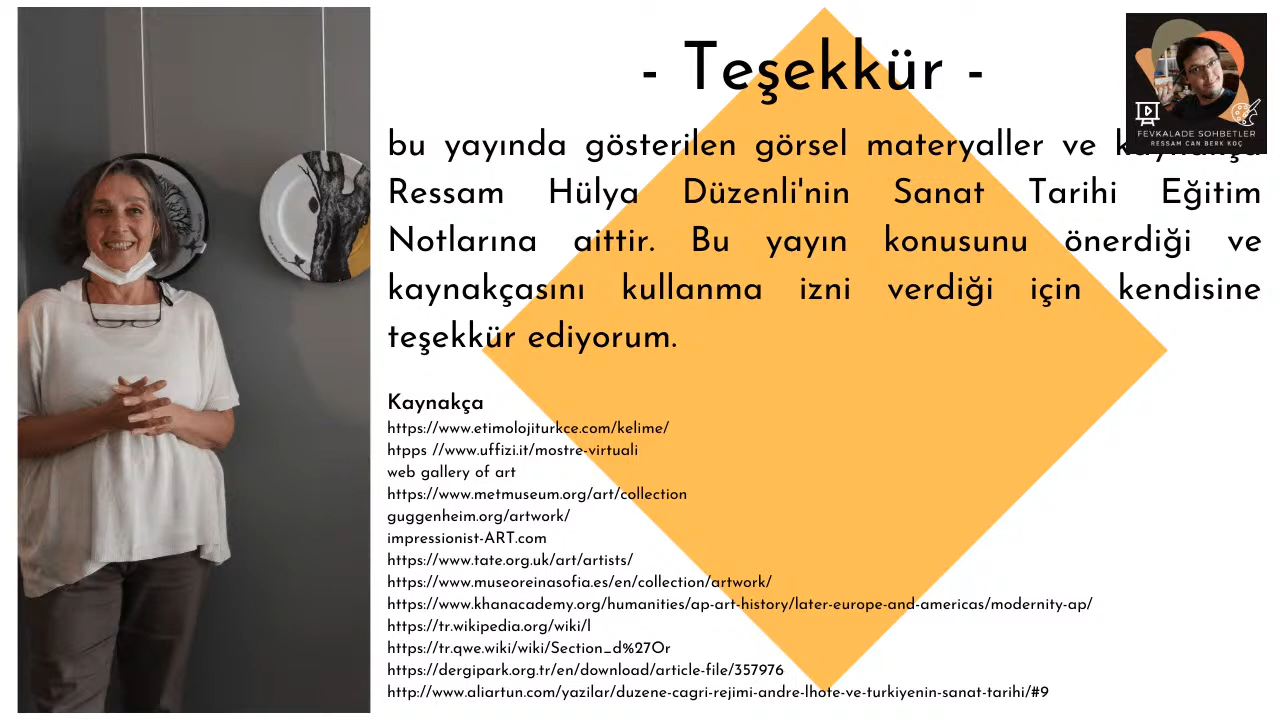 - Teşekkür -
FEVKALADE SOHBETLER
RESSAM CAN BERK KOÇ
bu yayında gösterilen görsel materyaller ve
Ressam Hülya Düzenli'nin Sanat Tarihi Eğitim
Notlarına aittir. Bu yayın konusunu önerdiği ve
kaynakçasını kullanma izni verdiği için kendisine
teşekkür ediyorum.
Kaynakça
https://www.etimolojiturkce.com/kelime/
htpps //www.uffizi.it/mostre-virtuali
web gallery of art
https://www.metmuseum.org/art/collection
guggenheim.org/artwork/
impressionist-ART.com
https://www.tate.org.uk/art/artists/
https://www.museoreinasofia.es/en/collection/artwork/
https://www.khanacademy.org/humanities/ap-art-history/later-europe-and-americas/modernity-ap/
https://tr.wikipedia.org/wiki/l
https://tr.qwe.wiki/wiki/Section_d%27Or
https://dergipark.org.tr/en/download/article-file/357976
http://www.aliartun.com/yazilar/duzene-cagri-rejimi-andre-lhote-ve-turkiyenin-sanat-tarihi/#9